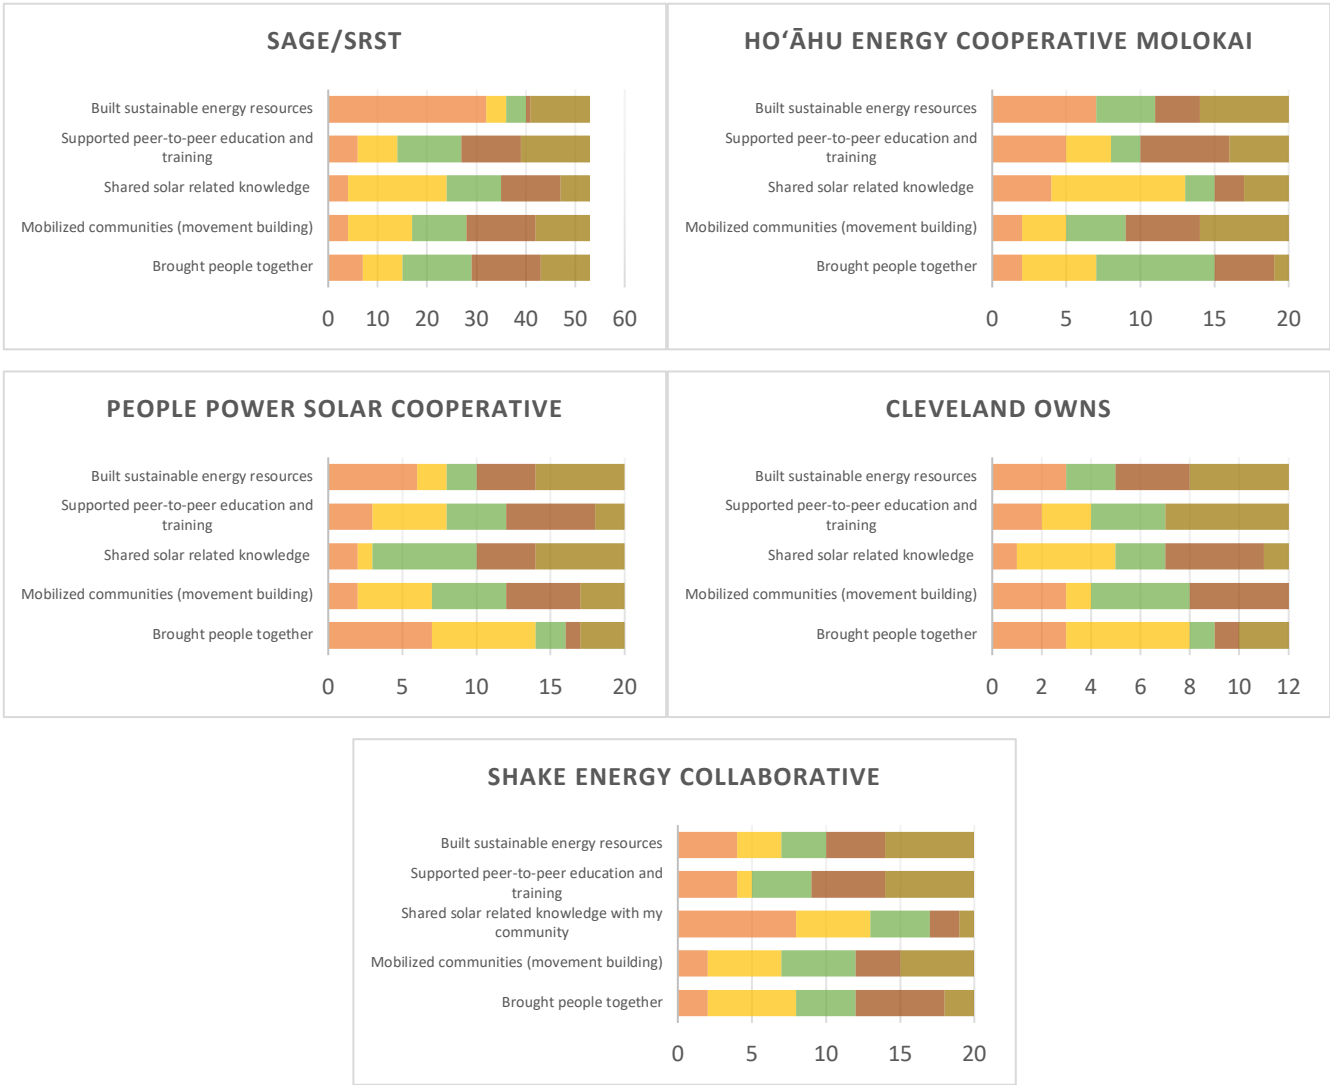 SAGE/SRST
Built sustainable energy resources
Supported peer-to-peer education and
training
Shared solar related knowledge
Mobilized communities (movement building)
Brought people together
0 10 20 30 40 50 60
HOʻĀHU ENERGY COOPERATIVE MOLOKAI
Built sustainable energy resources
Supported peer-to-peer education and
training
Shared solar related knowledge
Mobilized communities (movement building)
Brought people together
0 5 10 15 20
PEOPLE POWER SOLAR COOPERATIVE
Built sustainable energy resources
Supported peer-to-peer education and
training
Shared solar related knowledge
Mobilized communities (movement building)
Brought people together
0 5 10 15 20
CLEVELAND OWNS
Built sustainable energy resources
Supported peer-to-peer education and
training
Shared solar related knowledge
Mobilized communities (movement building)
Brought people together
0 2 4 6 8 10 12
SHAKE ENERGY COLLABORATIVE
Built sustainable energy resources
Supported peer-to-peer education and
training
Shared solar related knowledge with my
community
Mobilized communities (movement building)
Brought people together
0 5 10 15 20